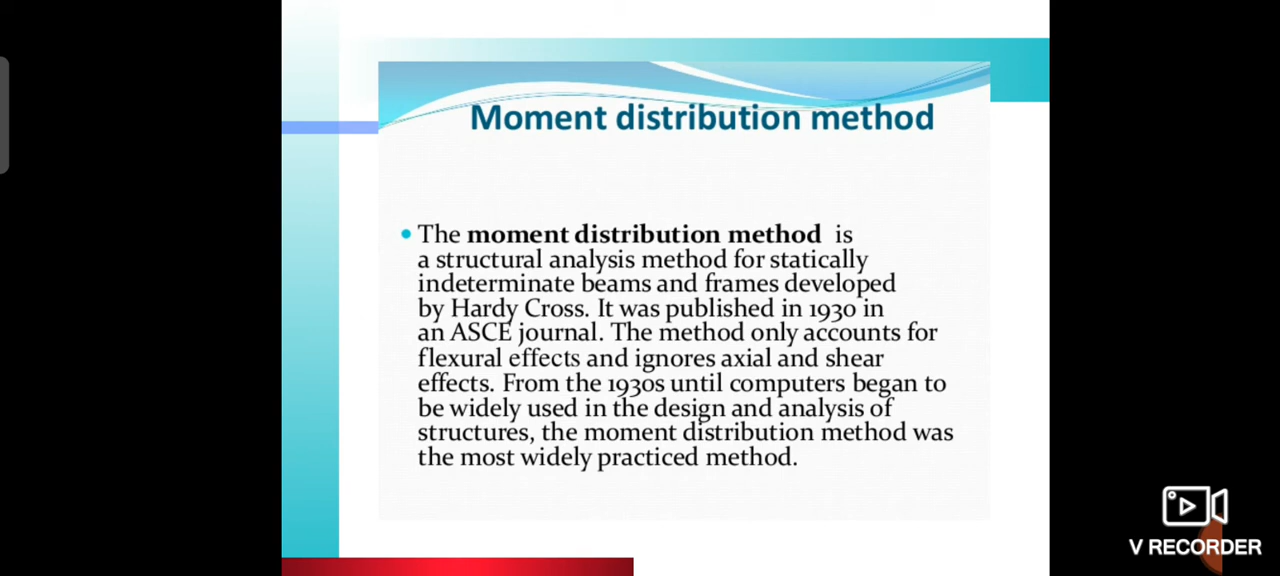 Moment distribution method
• The moment distribution method is
a structural analysis method for statically
indeterminate beams and frames developed
by Hardy Cross. It was published in 1930 in
an ASCE journal. The method only accounts for
flexural effects and ignores axial and shear
effects. From the 1930s until computers began to
be widely used in the design and analysis of
structures, the moment distribution method was
the most widely practiced method.
V RECORDER